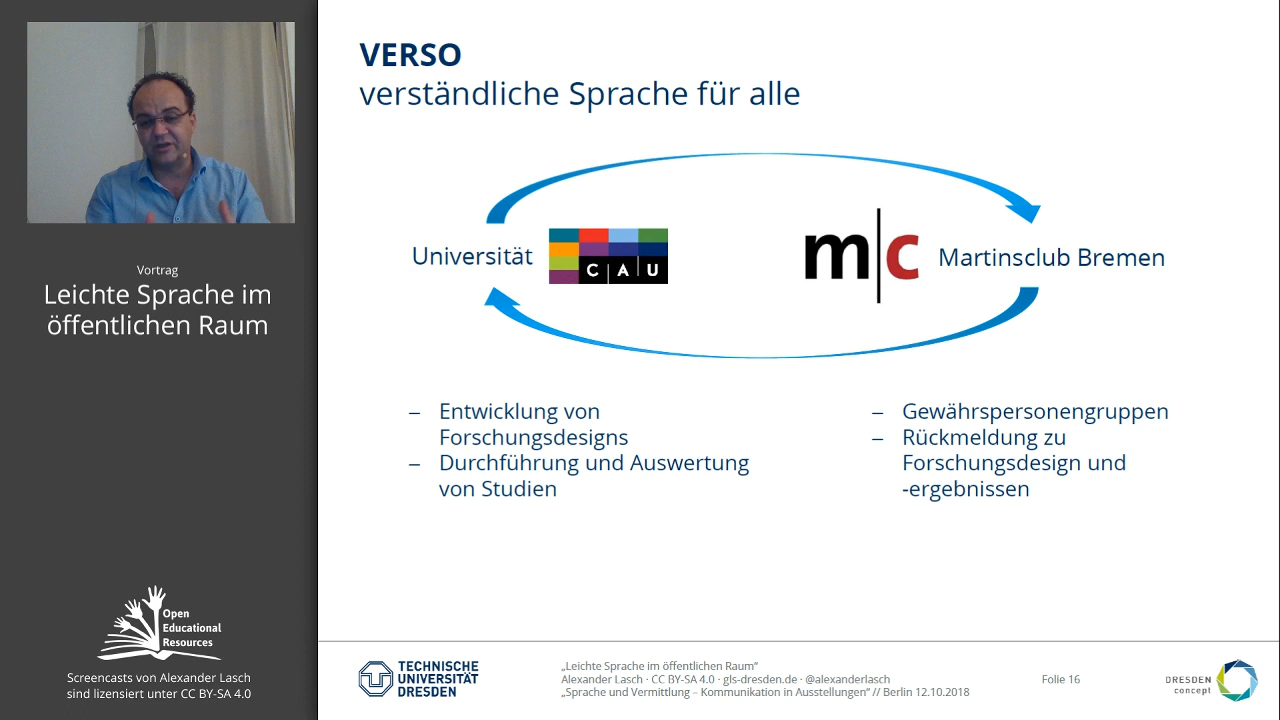 Vortrag
Leichte Sprache im
öffentlichen Raum
Open
Educational
Resources
Screencasts von Alexander Lasch
sind lizensiert unter CC BY-SA 4.0
VERSO
verständliche Sprache für alle
Universität
CAU
m|c
Martinsclub Bremen
– Entwicklung von
Forschungsdesigns
– Durchführung und Auswertung
von Studien
– Gewährspersonengruppen
– Rückmeldung zu
Forschungsdesign und
-ergebnissen
TECHNISCHE
UNIVERSITÄT
DRESDEN
„Leichte Sprache im öffentlichen Raum“
Alexander Lasch · CC BY-SA 4.0 · gls-dresden.de · @alexanderlasch
„Sprache und Vermittlung – Kommunikation in Ausstellungen“ // Berlin 12.10.2018
Folie 16
DRESDEN
concept